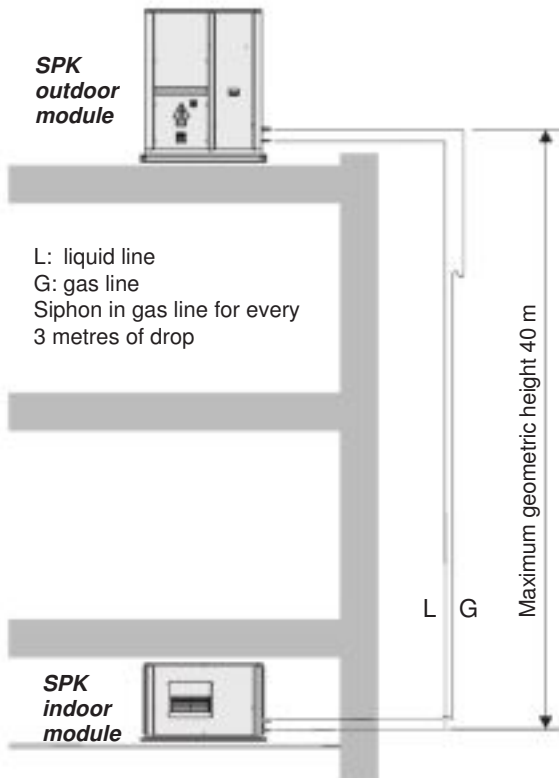 SPK
outdoor
module
L: liquid line
G: gas line
Siphon in gas line for every
3 metres of drop
Maximum geometric height 40 m
L G
SPK
indoor
module